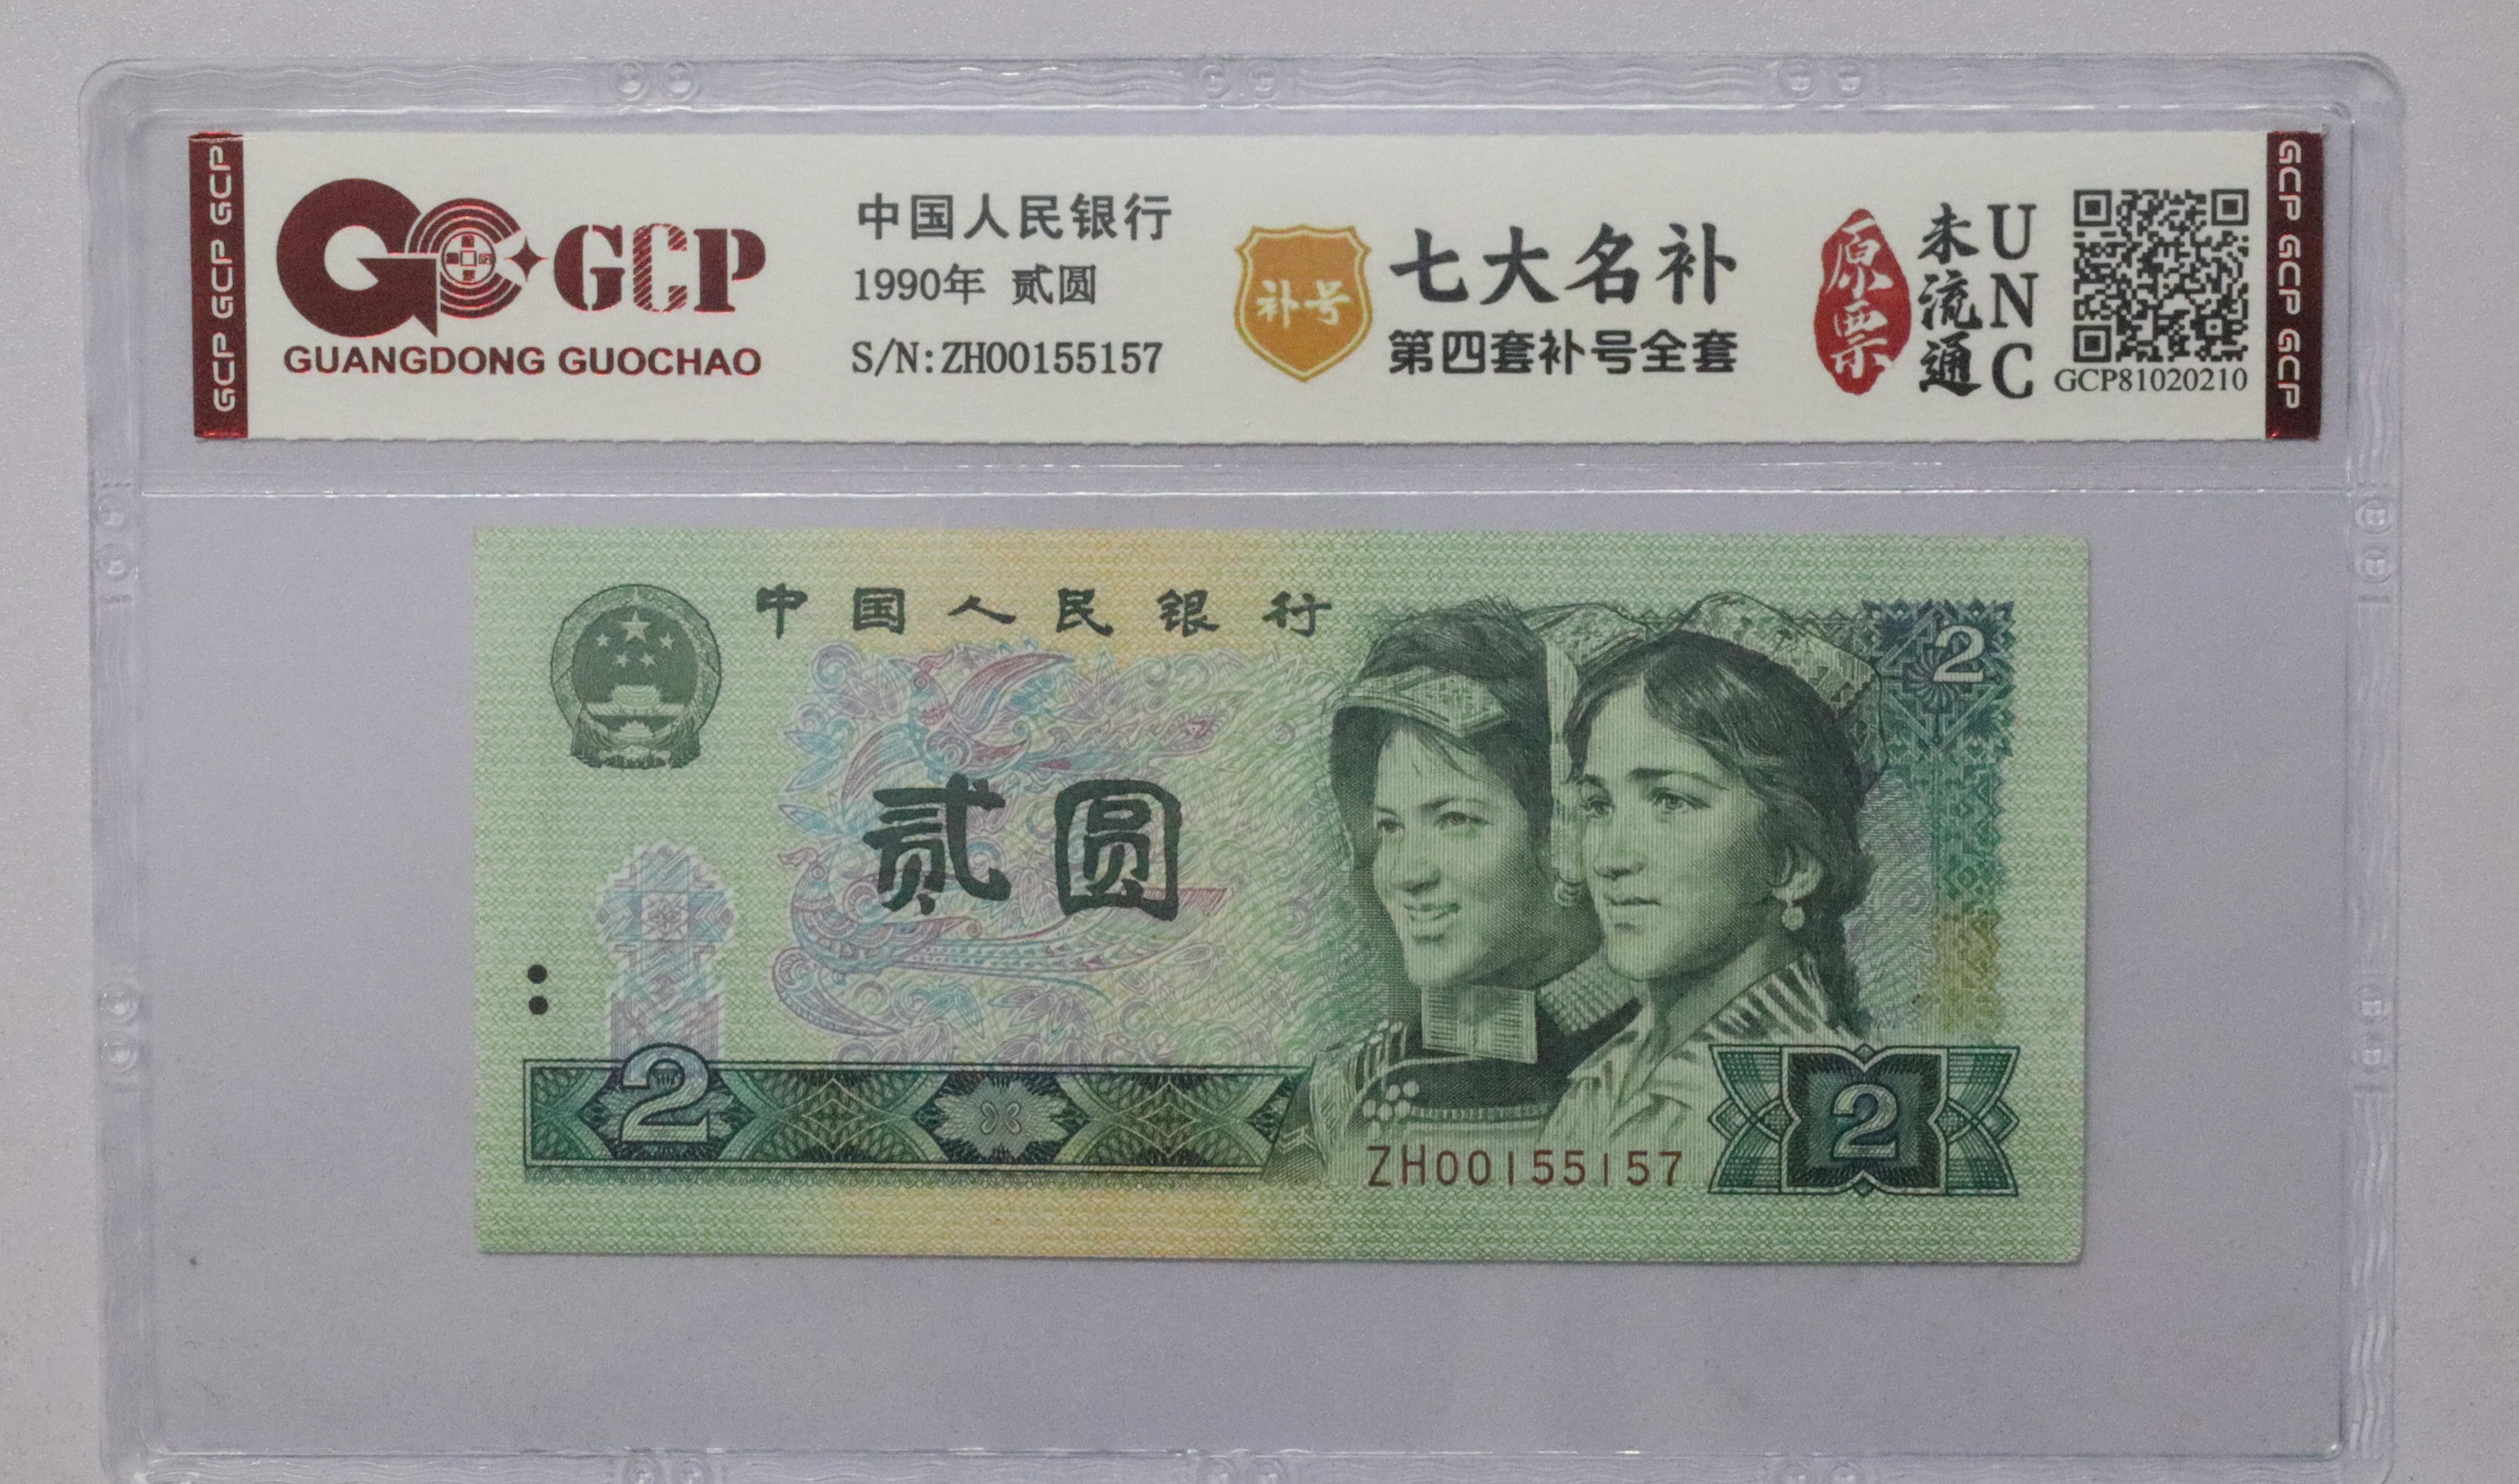 GCP GCP GCP
GCP
GUANGDONG GUOCHAO
中国人民银行
1990年 贰圆
S/N:ZH00155157
补号
七大名补
第四套补号全套
原票
未流通
UNC
GCP81020210
GCP GCP GCP
中国人民银行
2
贰圆
2
ZH00155157
2